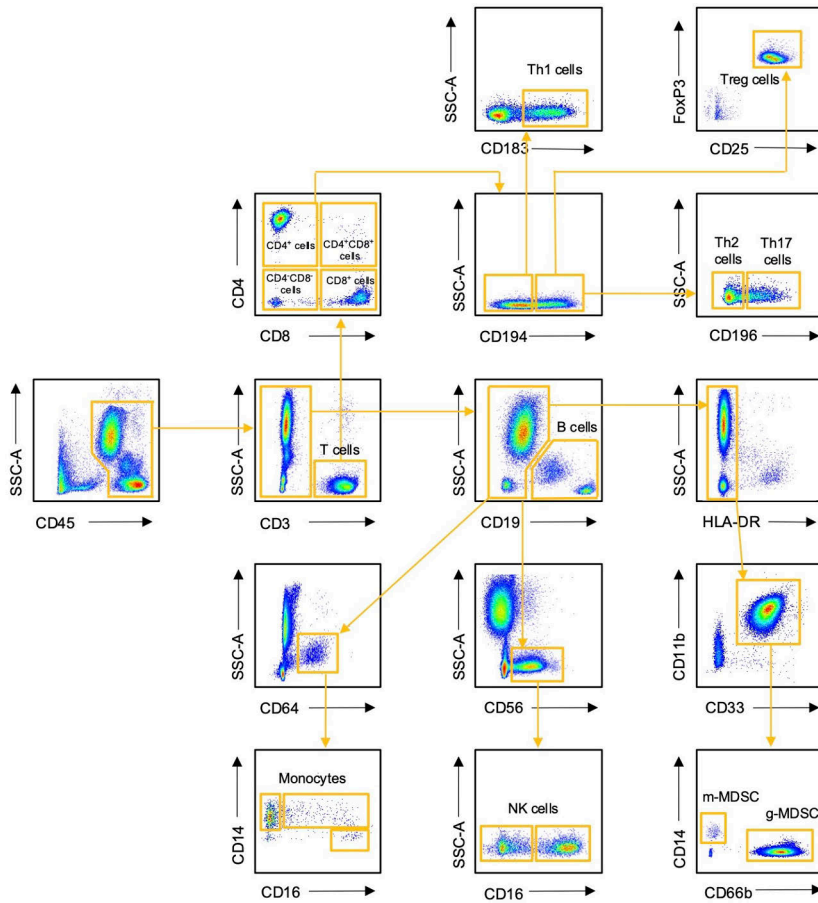 SSC-A
Th1 cells
CD183
FoxP3
Treg cells
CD25
CD4
CD4⁺ cells
CD4⁺CD8⁺
cells
CD4⁻CD8⁻
cells
CD8⁺ cells
CD8
SSC-A
CD194
SSC-A
Th2
cells
Th17
cells
CD196
SSC-A
CD45
SSC-A
T cells
CD3
SSC-A
B cells
CD19
SSC-A
HLA-DR
SSC-A
CD64
SSC-A
CD56
CD11b
CD33
CD14
Monocytes
CD16
SSC-A
NK cells
CD16
CD14
m-MDSC
g-MDSC
CD66b